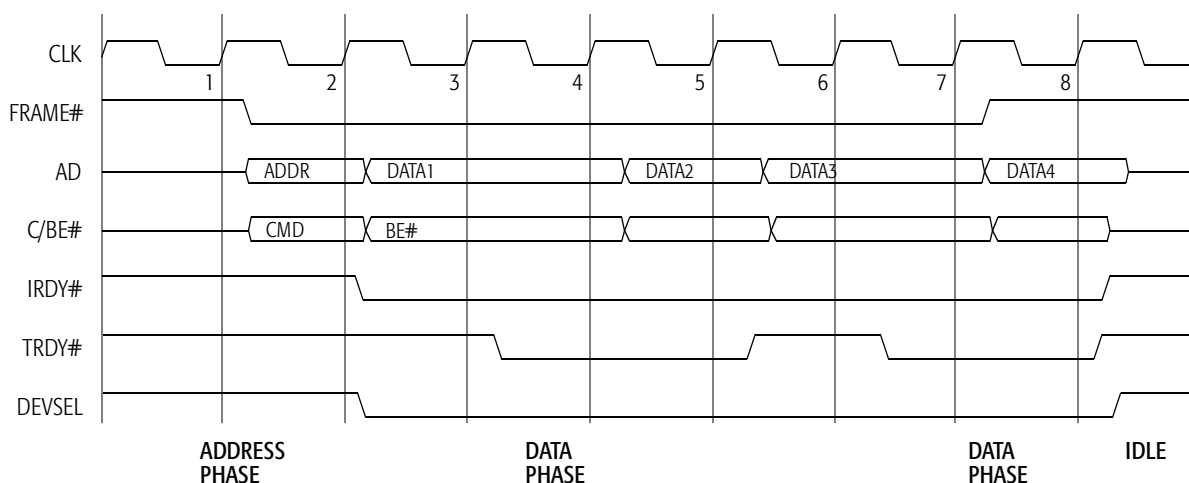 CLK
1 2 3 4 5 6 7 8
FRAME#
AD ADDR DATA1 DATA2 DATA3 DATA4
C/BE# CMD BE#
IRDY#
TRDY#
DEVSEL
ADDRESS DATA DATA IDLE
PHASE PHASE PHASE